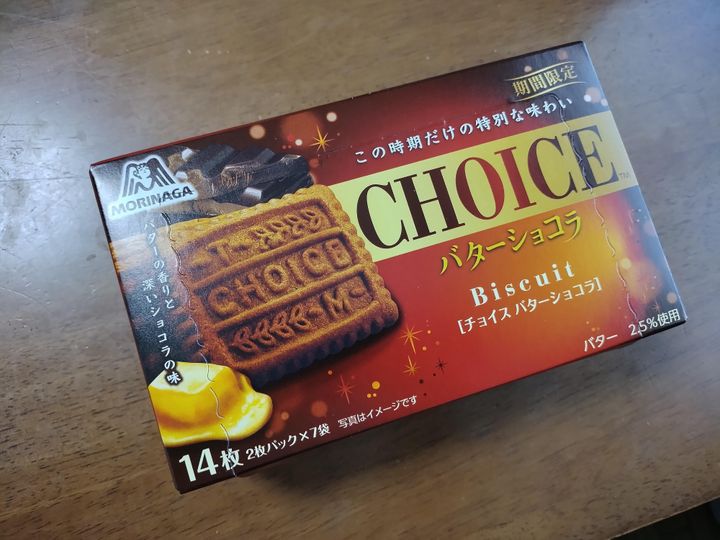 期間限定
この時期だけの特別な味わい
MORINAGA
CHOICE™
バターショコラ
Biscuit
[チョイス バターショコラ]
バターの香りと
深いショコラの味
T
CHOICE
M
バター 2.5%使用
14枚 2枚パック×7袋 写真はイメージです